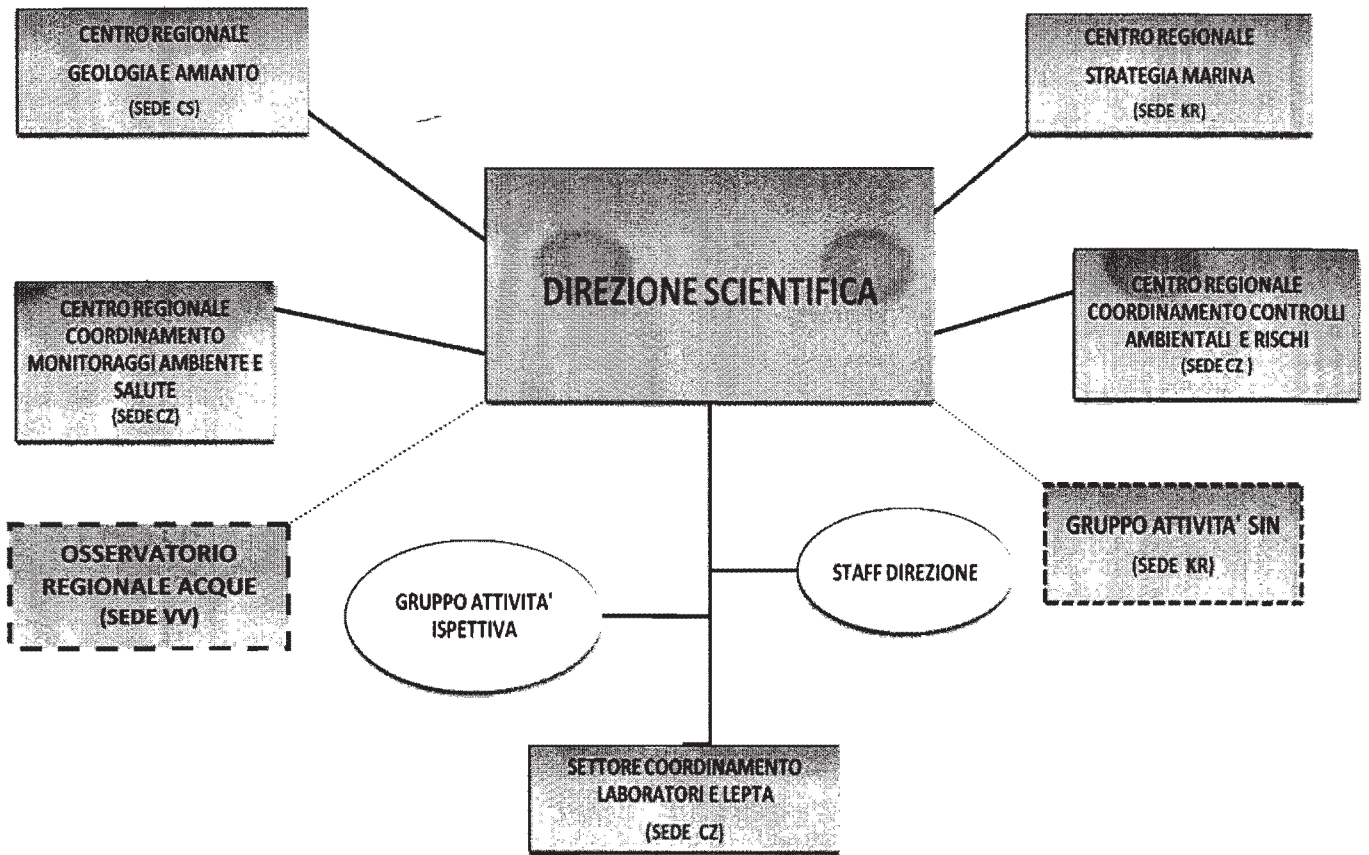 CENTRO REGIONALE
GEOLOGIA E AMIANTO
(SEDE CS)
CENTRO REGIONALE
STRATEGIA MARINA
(SEDE KR)
DIREZIONE SCIENTIFICA
CENTRO REGIONALE
COORDINAMENTO
MONITORAGGI AMBIENTE E
SALUTE
(SEDE CZ)
CENTRO REGIONALE
COORDINAMENTO CONTROLLI
AMBIENTALI E RISCHI
(SEDE CZ )
OSSERVATORIO
REGIONALE ACQUE
(SEDE VV)
GRUPPO ATTIVITA' SIN
(SEDE KR)
GRUPPO ATTIVITA'
ISPETTIVA
STAFF DIREZIONE
SETTORE COORDINAMENTO
LABORATORI E LEPTA
(SEDE CZ)